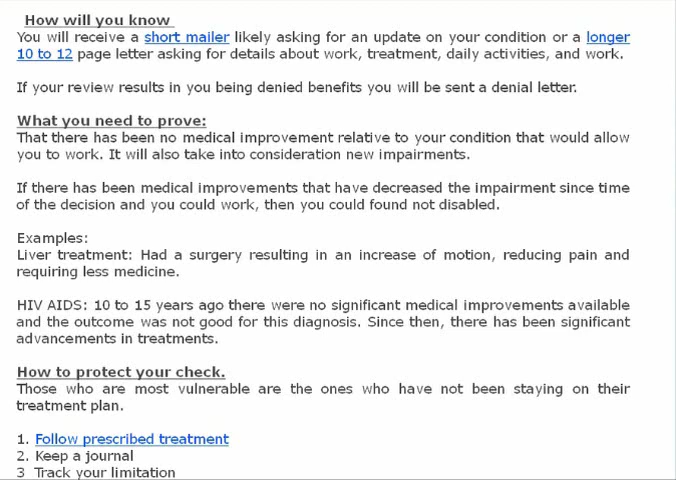 How will you know
You will receive a short mailer likely asking for an update on your condition or a longer
10 to 12 page letter asking for details about work, treatment, daily activities, and work.
If your review results in you being denied benefits you will be sent a denial letter.
What you need to prove:
That there has been no medical improvement relative to your condition that would allow
you to work. It will also take into consideration new impairments.
If there has been medical improvements that have decreased the impairment since time
of the decision and you could work, then you could found not disabled.
Examples:
Liver treatment: Had a surgery resulting in an increase of motion, reducing pain and
requiring less medicine.
HIV AIDS: 10 to 15 years ago there were no significant medical improvements available
and the outcome was not good for this diagnosis. Since then, there has been significant
advancements in treatments.
How to protect your check.
Those who are most vulnerable are the ones who have not been staying on their
treatment plan.
1. Follow prescribed treatment
2. Keep a journal
3 Track your limitation